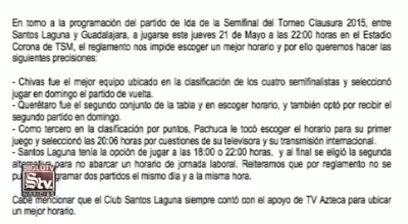 En torno a la programación del partido de Ida de la Semifinal del Torneo Clausura 2015, entre
Santos Laguna y Guadalajara, a jugarse este jueves 21 de Mayo a las 22:00 horas en el Estadio
Corona de TSM, el reglamento nos impide escoger un mejor horario y por ello queremos hacer las
siguientes precisiones:
- Chivas fue el mejor equipo ubicado en la clasificación de los cuatro semifinalistas y seleccionó
jugar en domingo el partido de vuelta.
- Querétaro fue el segundo conjunto de la tabla y en escoger horario, y también optó por recibir el
segundo partido en domingo.
- Como tercero en la clasificación por puntos, Pachuca le tocó escoger el horario para su primer
juego y seleccionó las 20:06 horas por cuestiones de su televisora y su transmisión internacional.
- Santos Laguna tenía la opción de jugar a las 18:00 o 22:00 horas, y al final se eligió la segunda
para no abarcar un horario de jornada laboral. Reiteramos que por reglamento no se
dos partidos el mismo día y a la misma hora.
Cabe mencionar que el Club Santos Laguna siempre contó con el apoyo de TV Azteca para ubicar
un mejor horario.
Stv